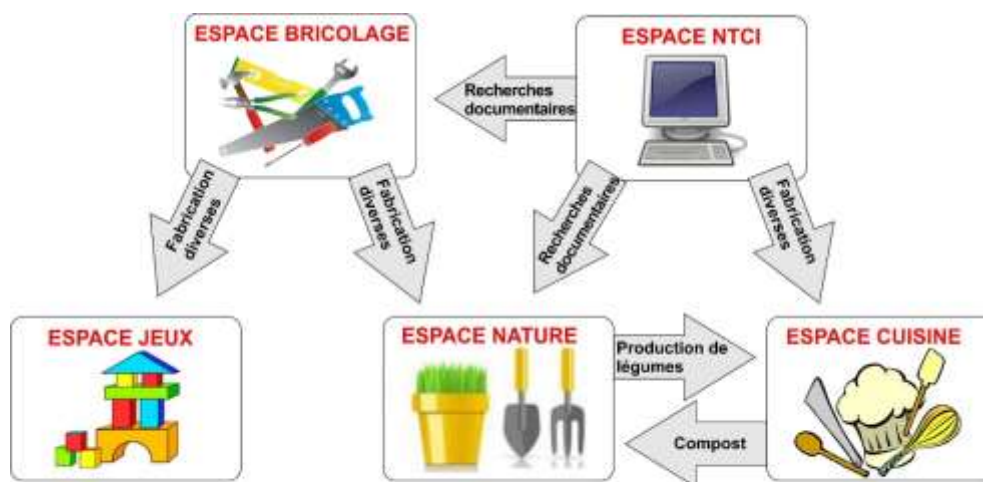 ESPACE BRICOLAGE
ESPACE NTCI
Recherches
documentaires
Fabrication
diverses
Fabrication
diverses
Recherches
documentaires
Fabrication
diverses
ESPACE JEUX
ESPACE NATURE
Production de
légumes
ESPACE CUISINE
Compost